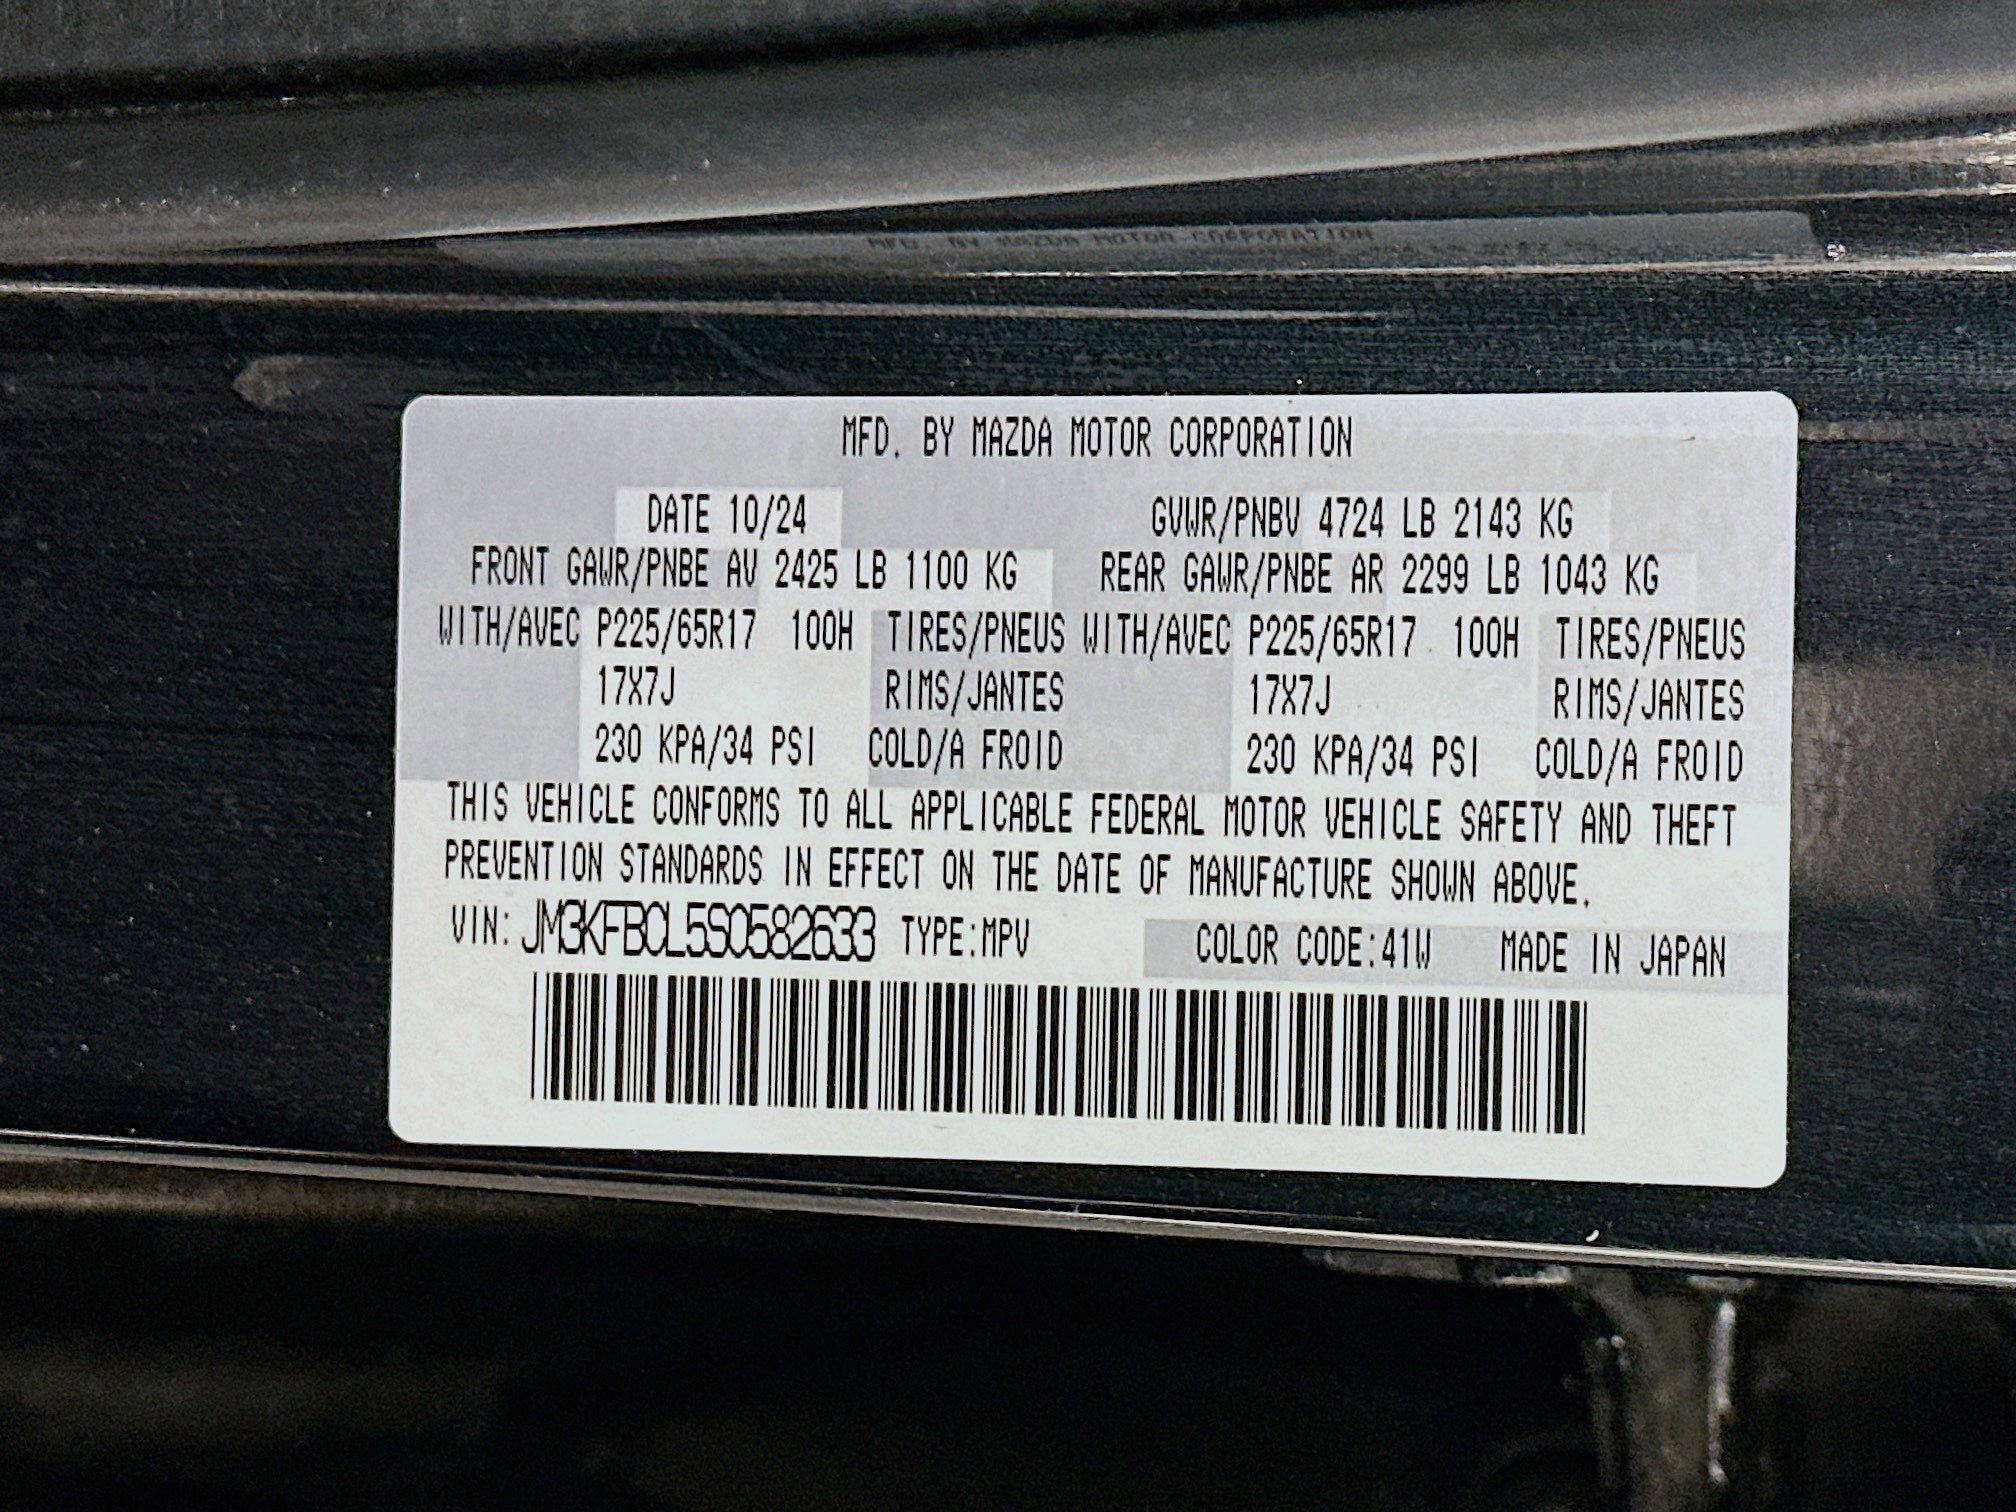 MFD. BY MAZDA MOTOR CORPORATION
MFD. BY MAZDA MOTOR CORPORATION
DATE 10/24 GVWR/PNBV 4724 LB 2143 KG
FRONT GAWR/PNBE AV 2425 LB 1100 KG REAR GAWR/PNBE AR 2299 LB 1043 KG
WITH/AVEC P225/65R17 100H TIRES/PNEUS WITH/AVEC P225/65R17 100H TIRES/PNEUS
17X7J RIMS/JANTES 17X7J RIMS/JANTES
230 KPA/34 PSI COLD/A FROID 230 KPA/34 PSI COLD/A FROID
THIS VEHICLE CONFORMS TO ALL APPLICABLE FEDERAL MOTOR VEHICLE SAFETY AND THEFT
PREVENTION STANDARDS IN EFFECT ON THE DATE OF MANUFACTURE SHOWN ABOVE.
VIN: JM3KFBCL5S0582633 TYPE:MPV COLOR CODE:41W MADE IN JAPAN